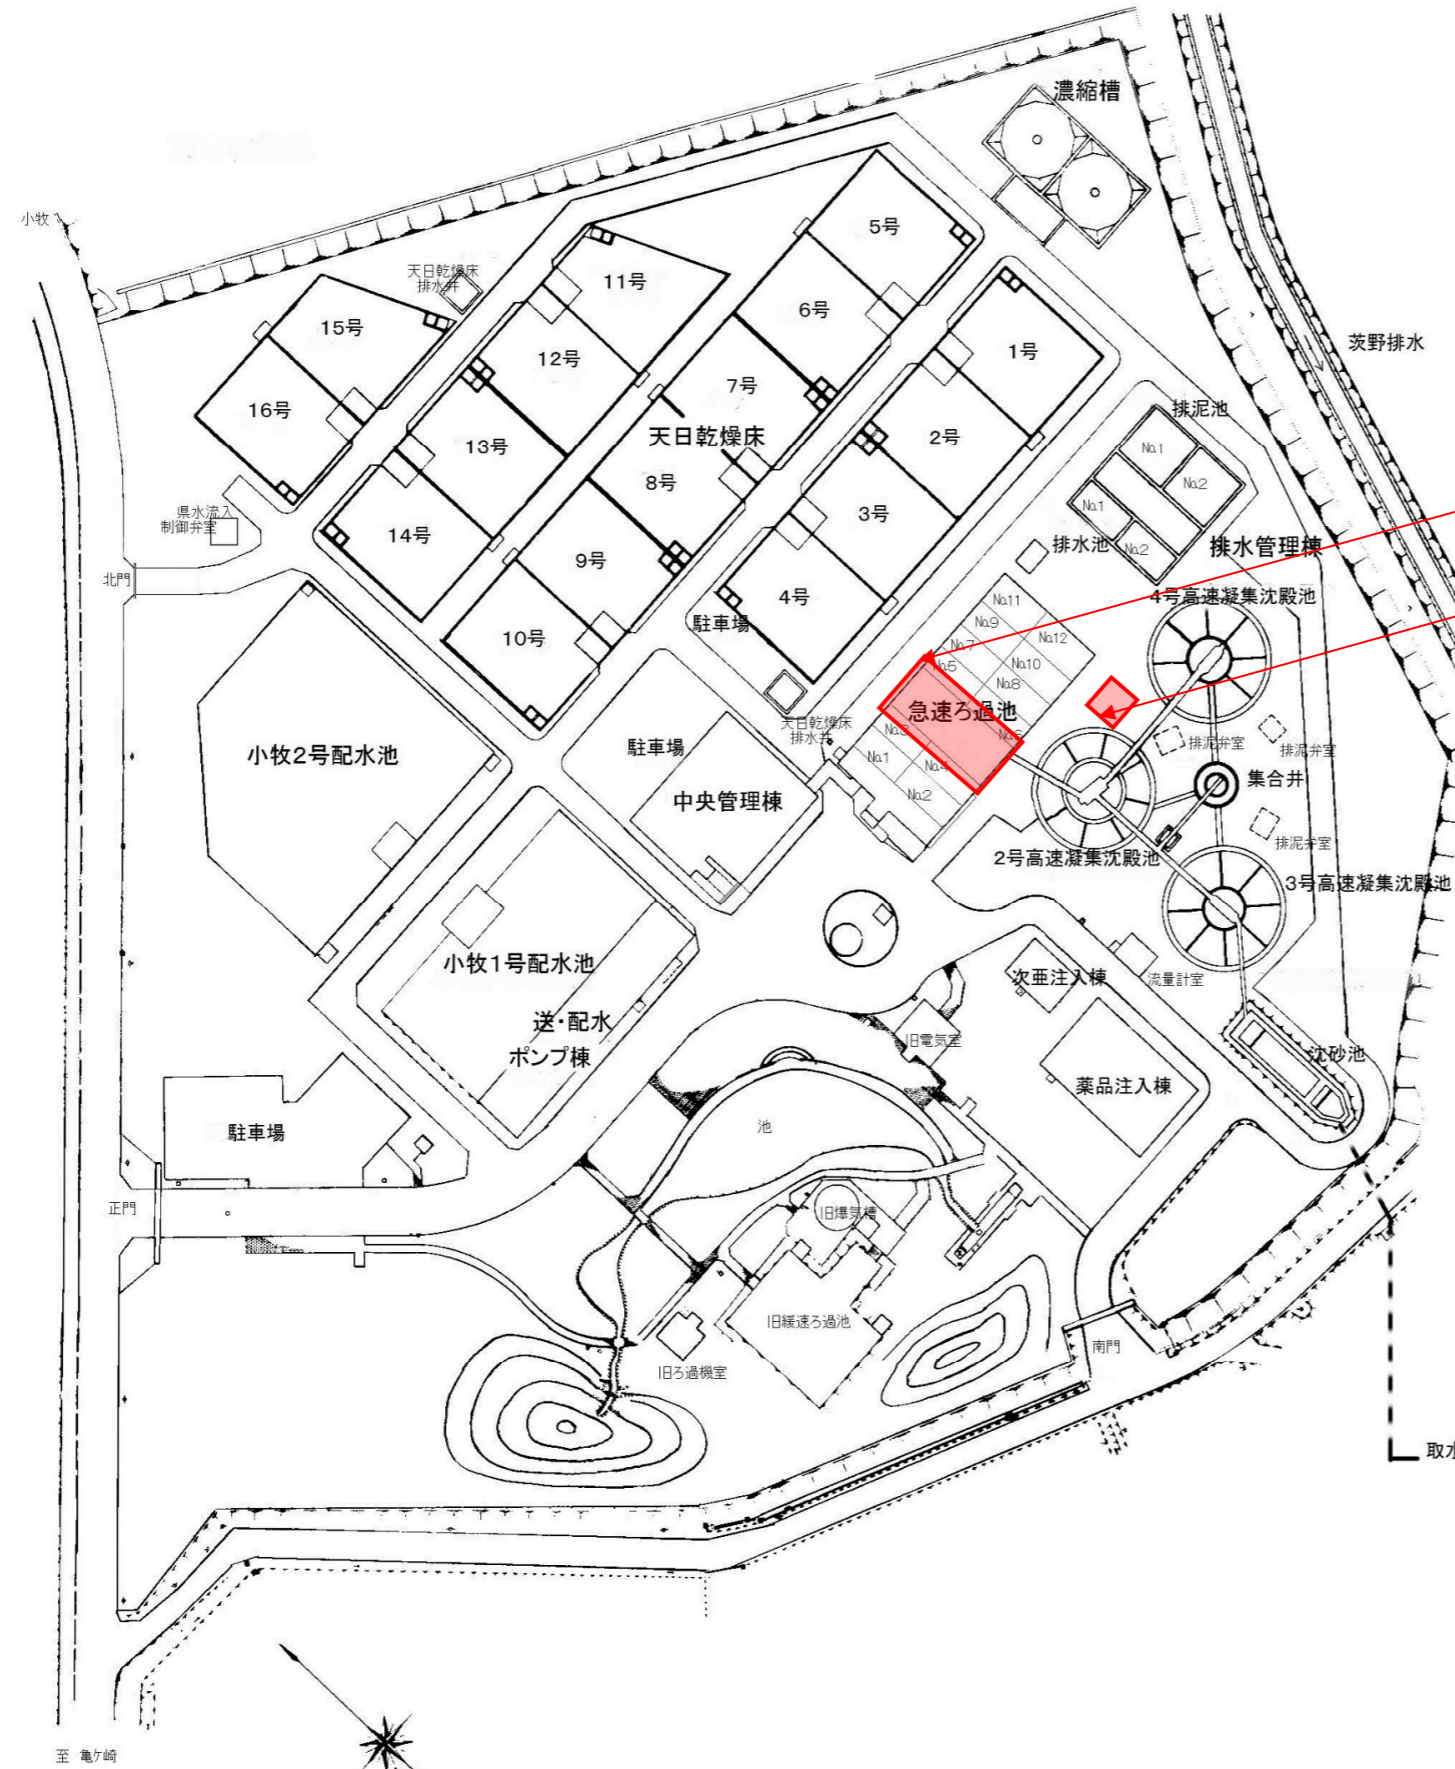 濃縮槽
小牧
5号
天日乾燥床
排水井
11号
6号
15号
茨野排水
1号
12号
7号
16号
排泥池
天日乾燥床
2号
13号
No.1
8号
No.2
県水流入
制御弁室
No.1
3号
14号
排水池
No.2
排水管理棟
9号
北門
4号
4号高速凝集沈殿池
No.11
No.9
駐車場
10号
No.12
No.7
No.5
No.10
No.8
急速ろ過池
天日乾燥床
排水井
No.3
No.6
駐車場
排泥弁室
排泥弁室
小牧2号配水池
No.1
No.4
集合井
No.2
中央管理棟
排泥弁室
2号高速凝集沈殿池
3号高速凝集沈殿池
小牧1号配水池
次亜注入棟
流量計室
送・配水
ポンプ棟
旧電気室
沈砂池
薬品注入棟
駐車場
池
正門
旧爆気槽
旧緩速ろ過池
南門
旧ろ過機室
取水
至 亀ケ崎